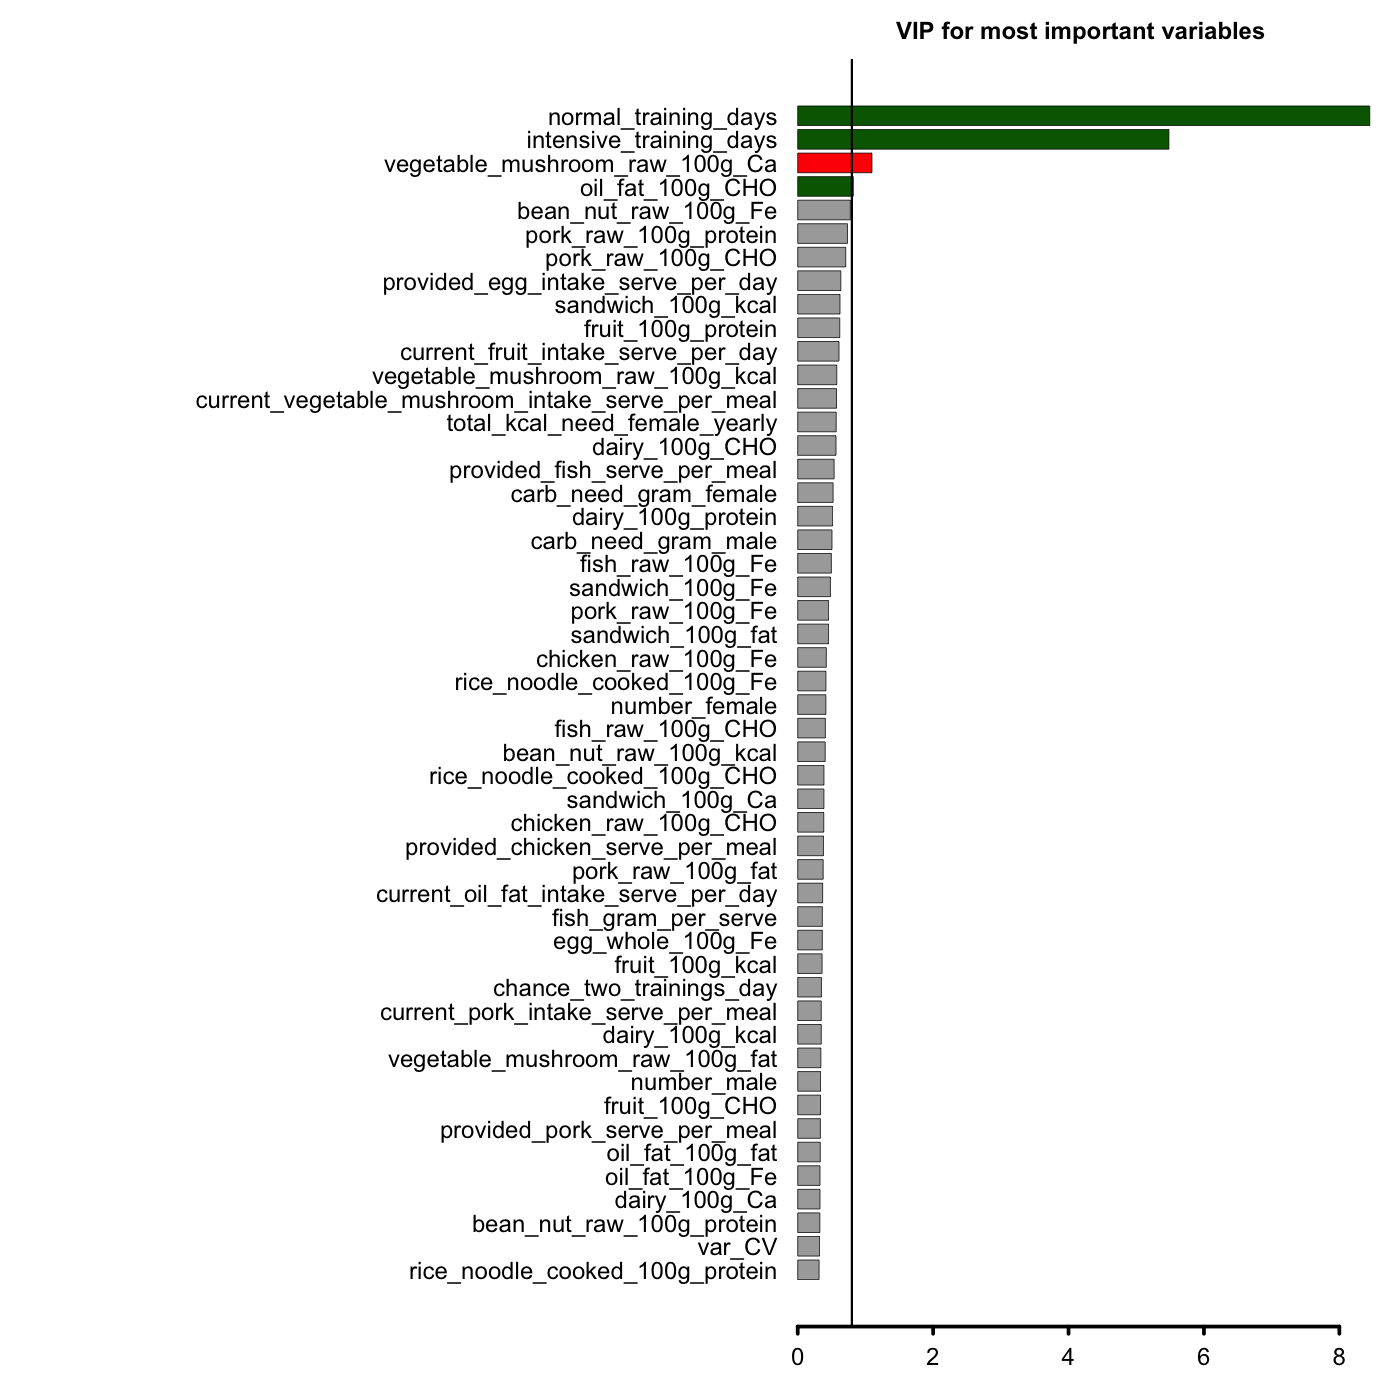 VIP for most important variables
normal_training_days
intensive_training_days
vegetable_mushroom_raw_100g_Ca
oil_fat_100g_CHO
bean_nut_raw_100g_Fe
pork_raw_100g_protein
pork_raw_100g_CHO
provided_egg_intake_serve_per_day
sandwich_100g_kcal
fruit_100g_protein
current_fruit_intake_serve_per_day
vegetable_mushroom_raw_100g_kcal
current_vegetable_mushroom_intake_serve_per_meal
total_kcal_need_female_yearly
dairy_100g_CHO
provided_fish_serve_per_meal
carb_need_gram_female
dairy_100g_protein
carb_need_gram_male
fish_raw_100g_Fe
sandwich_100g_Fe
pork_raw_100g_Fe
sandwich_100g_fat
chicken_raw_100g_Fe
rice_noodle_cooked_100g_Fe
number_female
fish_raw_100g_CHO
bean_nut_raw_100g_kcal
rice_noodle_cooked_100g_CHO
sandwich_100g_Ca
chicken_raw_100g_CHO
provided_chicken_serve_per_meal
pork_raw_100g_fat
current_oil_fat_intake_serve_per_day
fish_gram_per_serve
egg_whole_100g_Fe
fruit_100g_kcal
chance_two_trainings_day
current_pork_intake_serve_per_meal
dairy_100g_kcal
vegetable_mushroom_raw_100g_fat
number_male
fruit_100g_CHO
provided_pork_serve_per_meal
oil_fat_100g_fat
oil_fat_100g_Fe
dairy_100g_Ca
bean_nut_raw_100g_protein
var_CV
rice_noodle_cooked_100g_protein
0 2 4 6 8